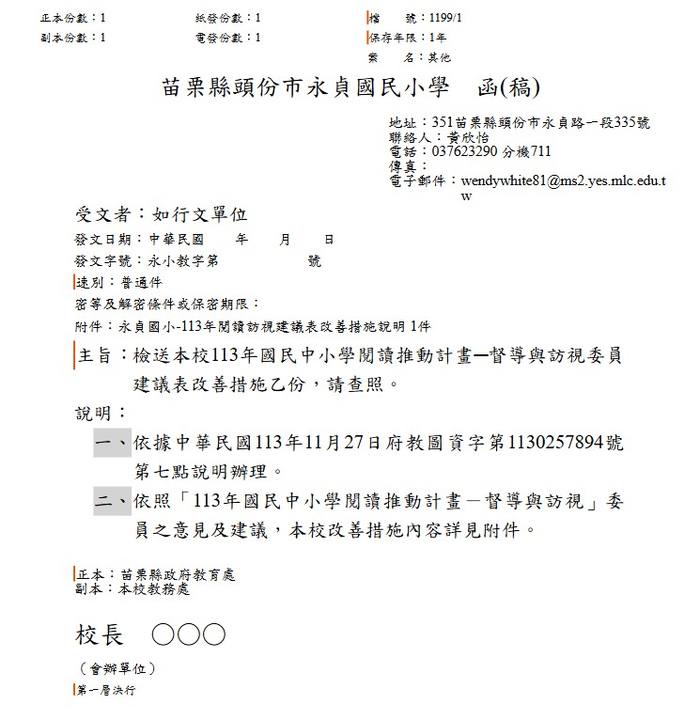 正本份數：1　紙發份數：1　檔　　號：1199/1
副本份數：1　電發份數：1　保存年限：1年
案　　名：其他
苗栗縣頭份市永貞國民小學　函(稿)
地址：351苗栗縣頭份市永貞路一段335號
聯絡人：黃欣怡
電話：037623290 分機711
傳真：
電子郵件：wendywhite81@ms2.yes.mlc.edu.t
w
受文者：如行文單位
發文日期：中華民國　　年　　月　　日
發文字號：永小教字第　　　　　　號
速別：普通件
密等及解密條件或保密期限：
附件：永貞國小-113年閱讀訪視建議表改善措施說明 1件
主旨：檢送本校113年國民中小學閱讀推動計畫─督導與訪視委員
建議表改善措施乙份，請查照。
說明：
一、依據中華民國113年11月27日府教圖資字第1130257894號
第七點說明辦理。
二、依照「113年國民中小學閱讀推動計畫－督導與訪視」委
員之意見及建議，本校改善措施內容詳見附件。
正本：苗栗縣政府教育處
副本：本校教務處
校長　○○○
（會辦單位）
第一層決行